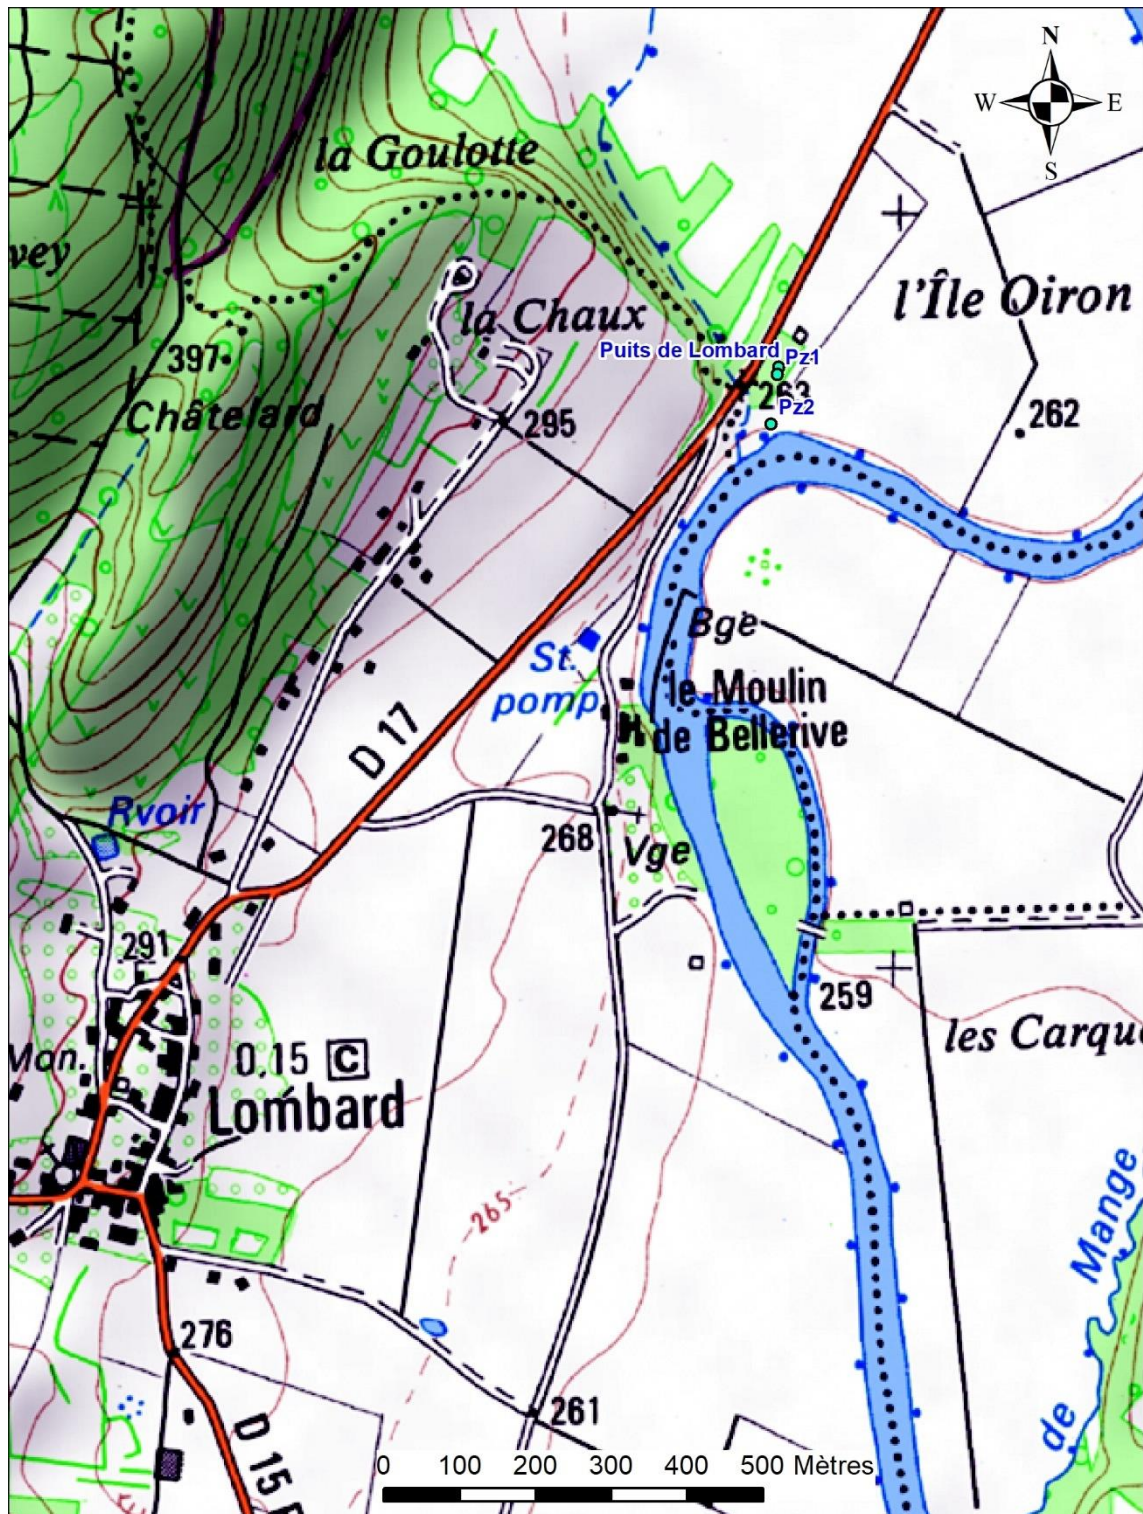 N
W E
S
la Goulotte
vey
l'Île Oiron
la Chaux
Puits de Lombard
Pz1
397
263
Pz2
Châtelard
295
262
Bge
St.
pomp.
le Moulin
de Bellerive
D 17
Rvoir
268
Vge
291
259
les Carqu
Mon.
0.15 C
Lombard
265
Mange
de
276
261
D 15
0 100 200 300 400 500 Mètres